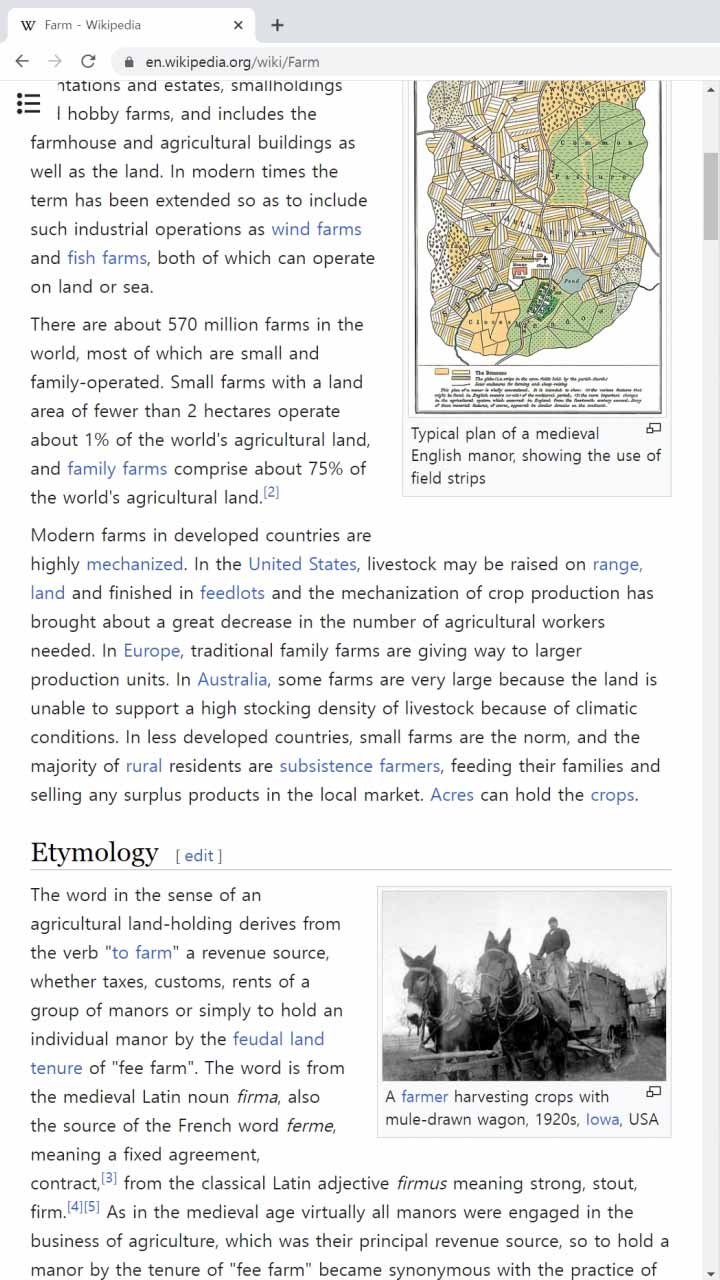 Farm - Wikipedia
en.wikipedia.org/wiki/Farm
ntations and estates, smallholdings
l hobby farms, and includes the
farmhouse and agricultural buildings as
well as the land. In modern times the
term has been extended so as to include
such industrial operations as wind farms
and fish farms, both of which can operate
on land or sea.
There are about 570 million farms in the
world, most of which are small and
family-operated. Small farms with a land
area of fewer than 2 hectares operate
about 1% of the world's agricultural land,
and family farms comprise about 75% of
the world's agricultural land.[2]
Common
Pasture
Pond
Close
The Demesne
Typical plan of a medieval
English manor, showing the use of
field strips
Modern farms in developed countries are
highly mechanized. In the United States, livestock may be raised on range,
land and finished in feedlots and the mechanization of crop production has
brought about a great decrease in the number of agricultural workers
needed. In Europe, traditional family farms are giving way to larger
production units. In Australia, some farms are very large because the land is
unable to support a high stocking density of livestock because of climatic
conditions. In less developed countries, small farms are the norm, and the
majority of rural residents are subsistence farmers, feeding their families and
selling any surplus products in the local market. Acres can hold the crops.
Etymology [ edit ]
The word in the sense of an
agricultural land-holding derives from
the verb "to farm" a revenue source,
whether taxes, customs, rents of a
group of manors or simply to hold an
individual manor by the feudal land
tenure of "fee farm". The word is from
the medieval Latin noun firma, also
the source of the French word ferme,
meaning a fixed agreement,
contract,[3] from the classical Latin adjective firmus meaning strong, stout,
firm.[4][5] As in the medieval age virtually all manors were engaged in the
business of agriculture, which was their principal revenue source, so to hold a
manor by the tenure of "fee farm" became synonymous with the practice of
A farmer harvesting crops with
mule-drawn wagon, 1920s, Iowa, USA